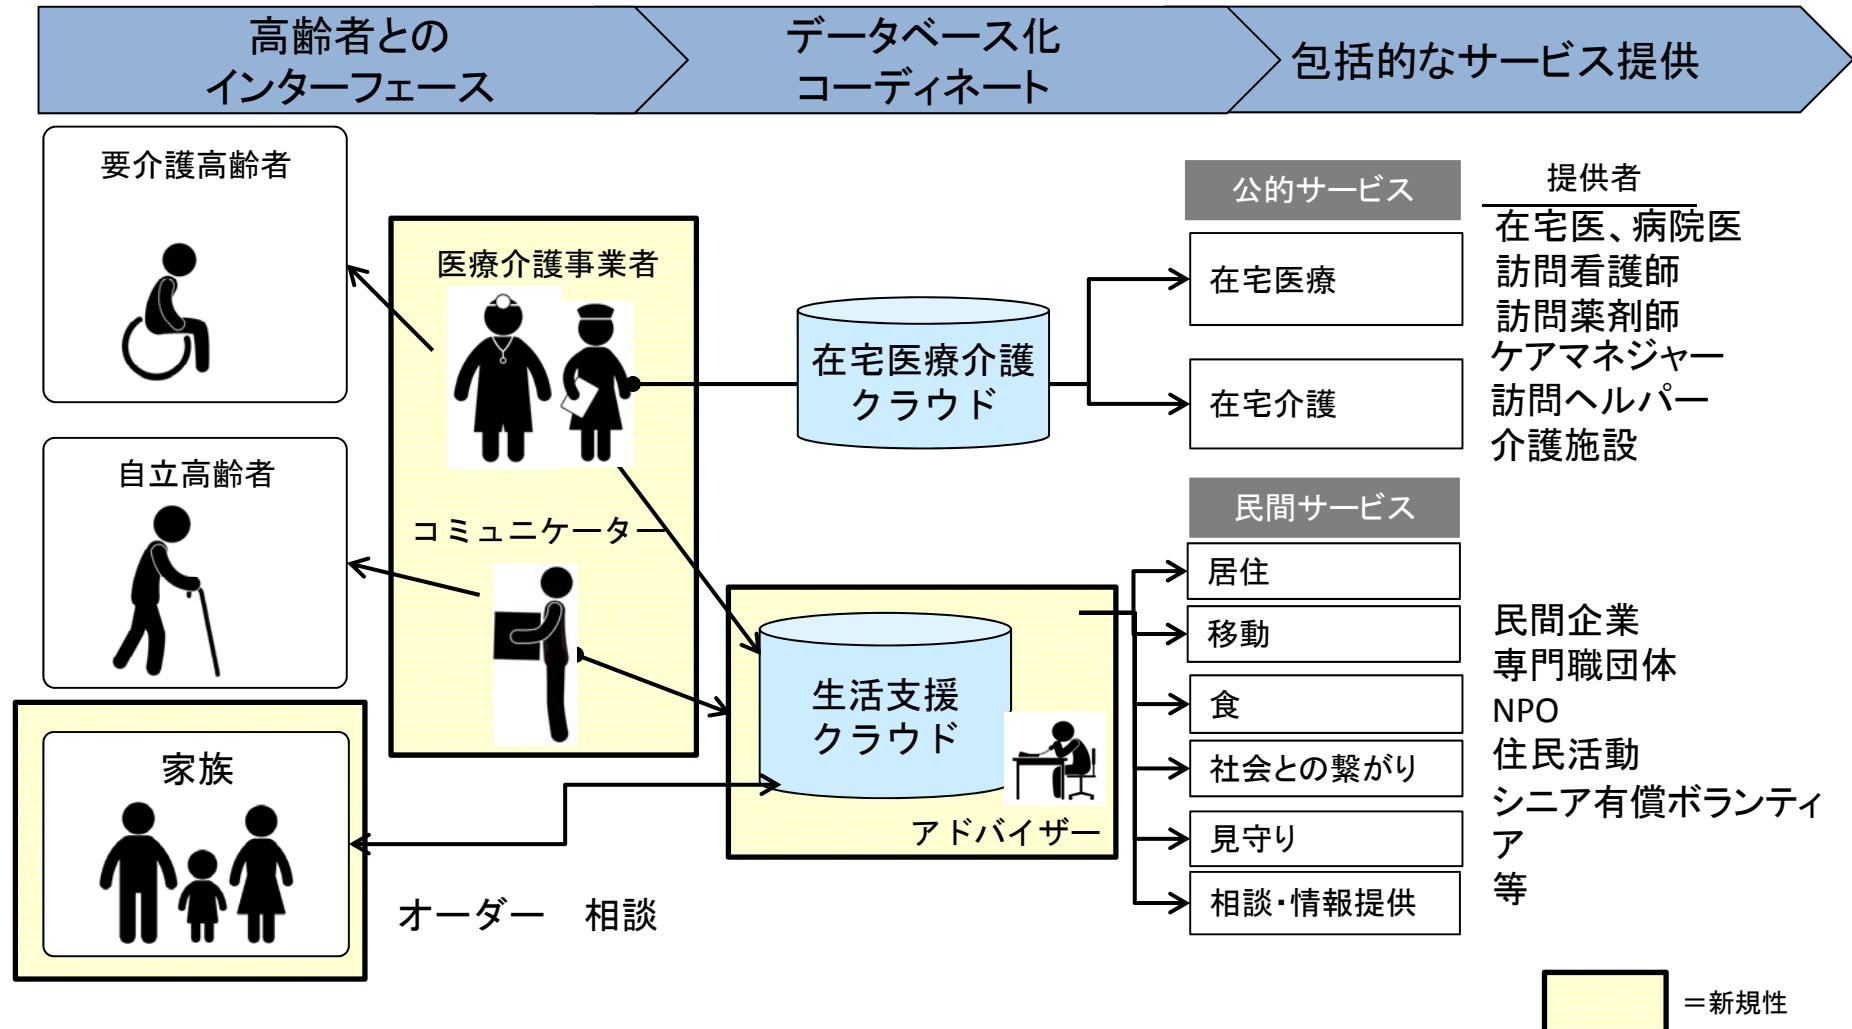 高齢者との
インターフェース
データベース化
コーディネート
包括的なサービス提供
要介護高齢者
医療介護事業者
自立高齢者
コミュニケーター
家族
オーダー　相談
在宅医療介護
クラウド
生活支援
クラウド
アドバイザー
公的サービス
在宅医療
在宅介護
提供者
在宅医、病院医
訪問看護師
訪問薬剤師
ケアマネジャー
訪問ヘルパー
介護施設
民間サービス
居住
移動
食
社会との繋がり
見守り
相談・情報提供
民間企業
専門職団体
NPO
住民活動
シニア有償ボランティ
ア
等
＝新規性